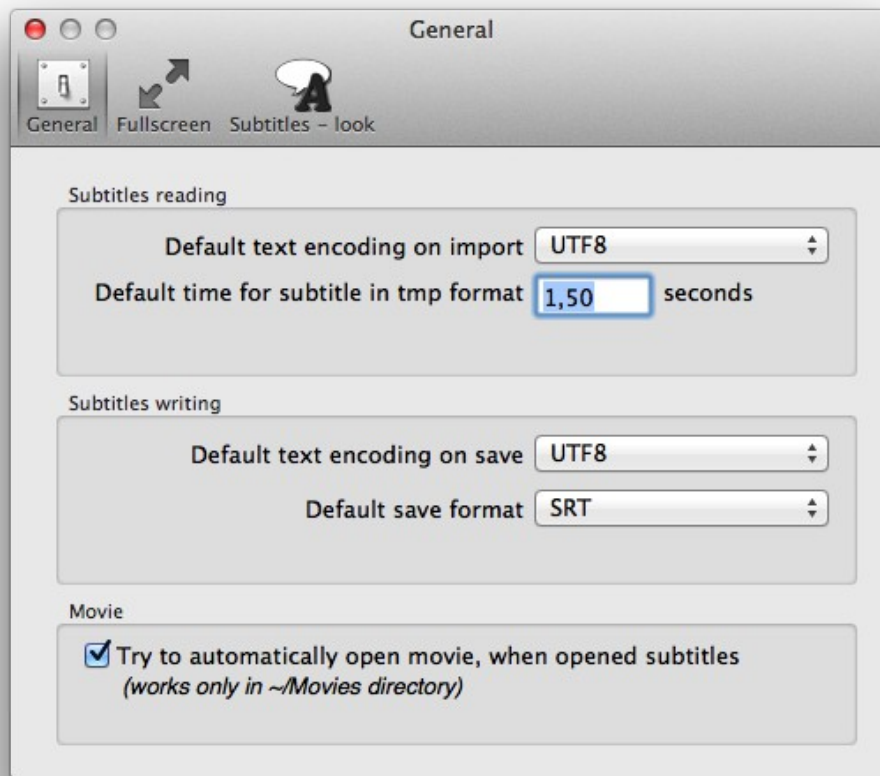 General
General Fullscreen Subtitles – look
Subtitles reading
Default text encoding on import UTF8
Default time for subtitle in tmp format 1,50 seconds
Subtitles writing
Default text encoding on save UTF8
Default save format SRT
Movie
Try to automatically open movie, when opened subtitles
(works only in ~/Movies directory)